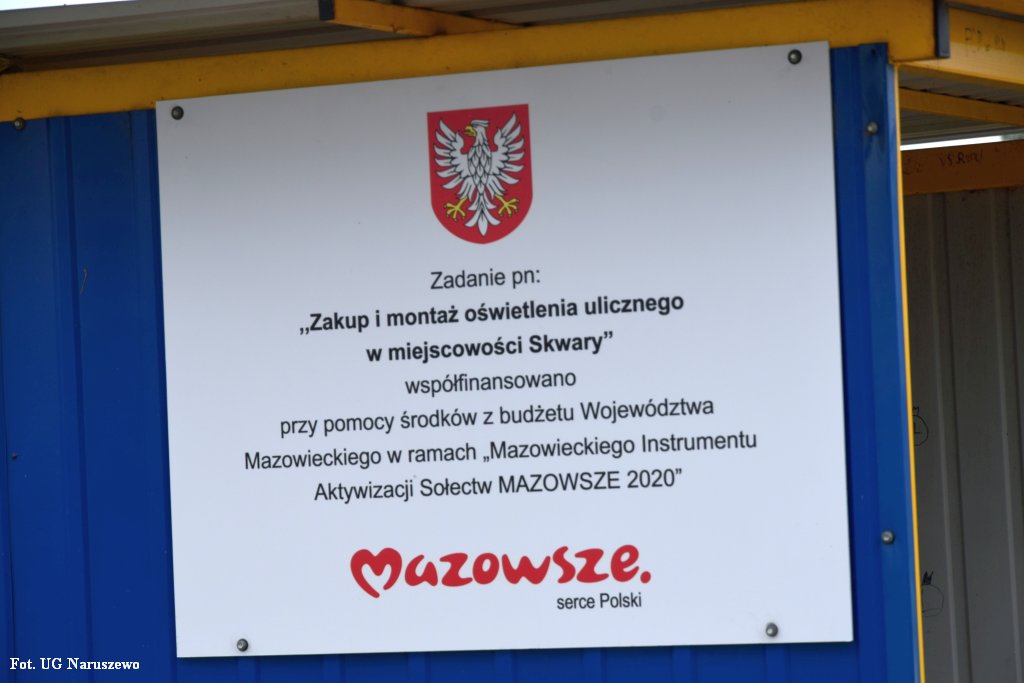 Zadanie pn:
,,Zakup i montaż oświetlenia ulicznego
w miejscowości Skwary”
współfinansowano
przy pomocy środków z budżetu Województwa
Mazowieckiego w ramach „Mazowieckiego Instrumentu
Aktywizacji Sołectw MAZOWSZE 2020”
Mazowsze.
serce Polski
Fot. UG Naruszewo